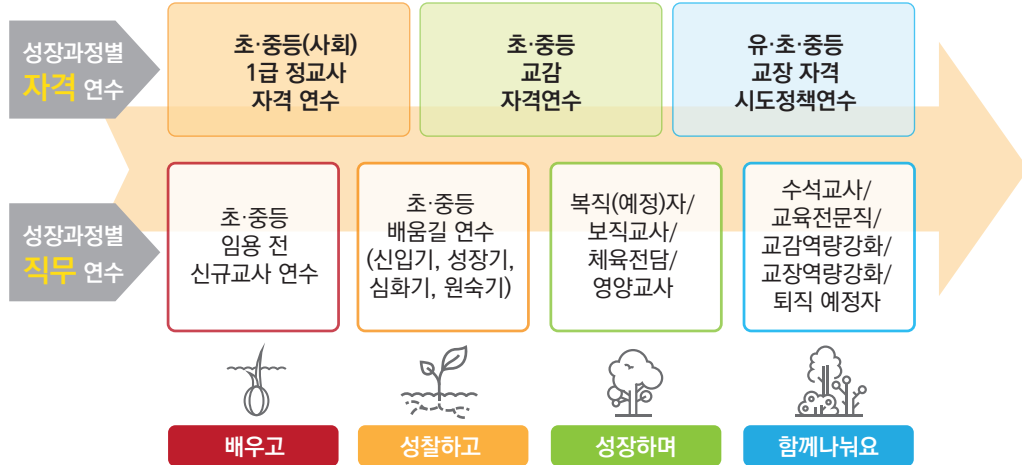 성장과정별
자격 연수
초·중등(사회)
1급 정교사
자격 연수
초·중등
교감
자격연수
유·초·중등
교장 자격
시도정책연수
성장과정별
직무 연수
초·중등
임용 전
신규교사 연수
초·중등
배움길 연수
(신입기, 성장기,
심화기, 원숙기)
복직(예정)자/
보직교사/
체육전담/
영양교사
수석교사/
교육전문직/
교감역량강화/
교장역량강화/
퇴직 예정자
배우고
성찰하고
성장하며
함께나눠요